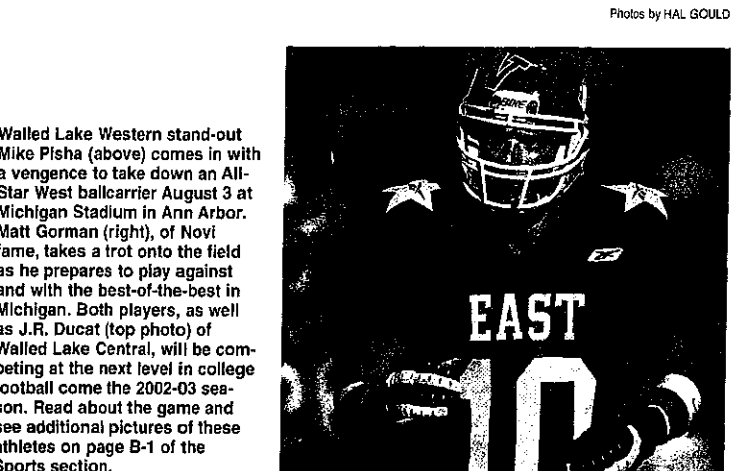 Photos by HAL GOULD
Walled Lake Western stand-out
Mike Pisha (above) comes in with
a vengence to take down an All-
Star West ballcarrier August 3 at
Michigan Stadium in Ann Arbor.
Matt Gorman (right), of Novi
fame, takes a trot onto the field
as he prepares to play against
and with the best-of-the-best in
Michigan. Both players, as well
as J.R. Ducat (top photo) of
Walled Lake Central, will be com-
peting at the next level in college
football come the 2002-03 sea-
son. Read about the game and
see additional pictures of these
athletes on page B-1 of the
Sports section.
EAST
10